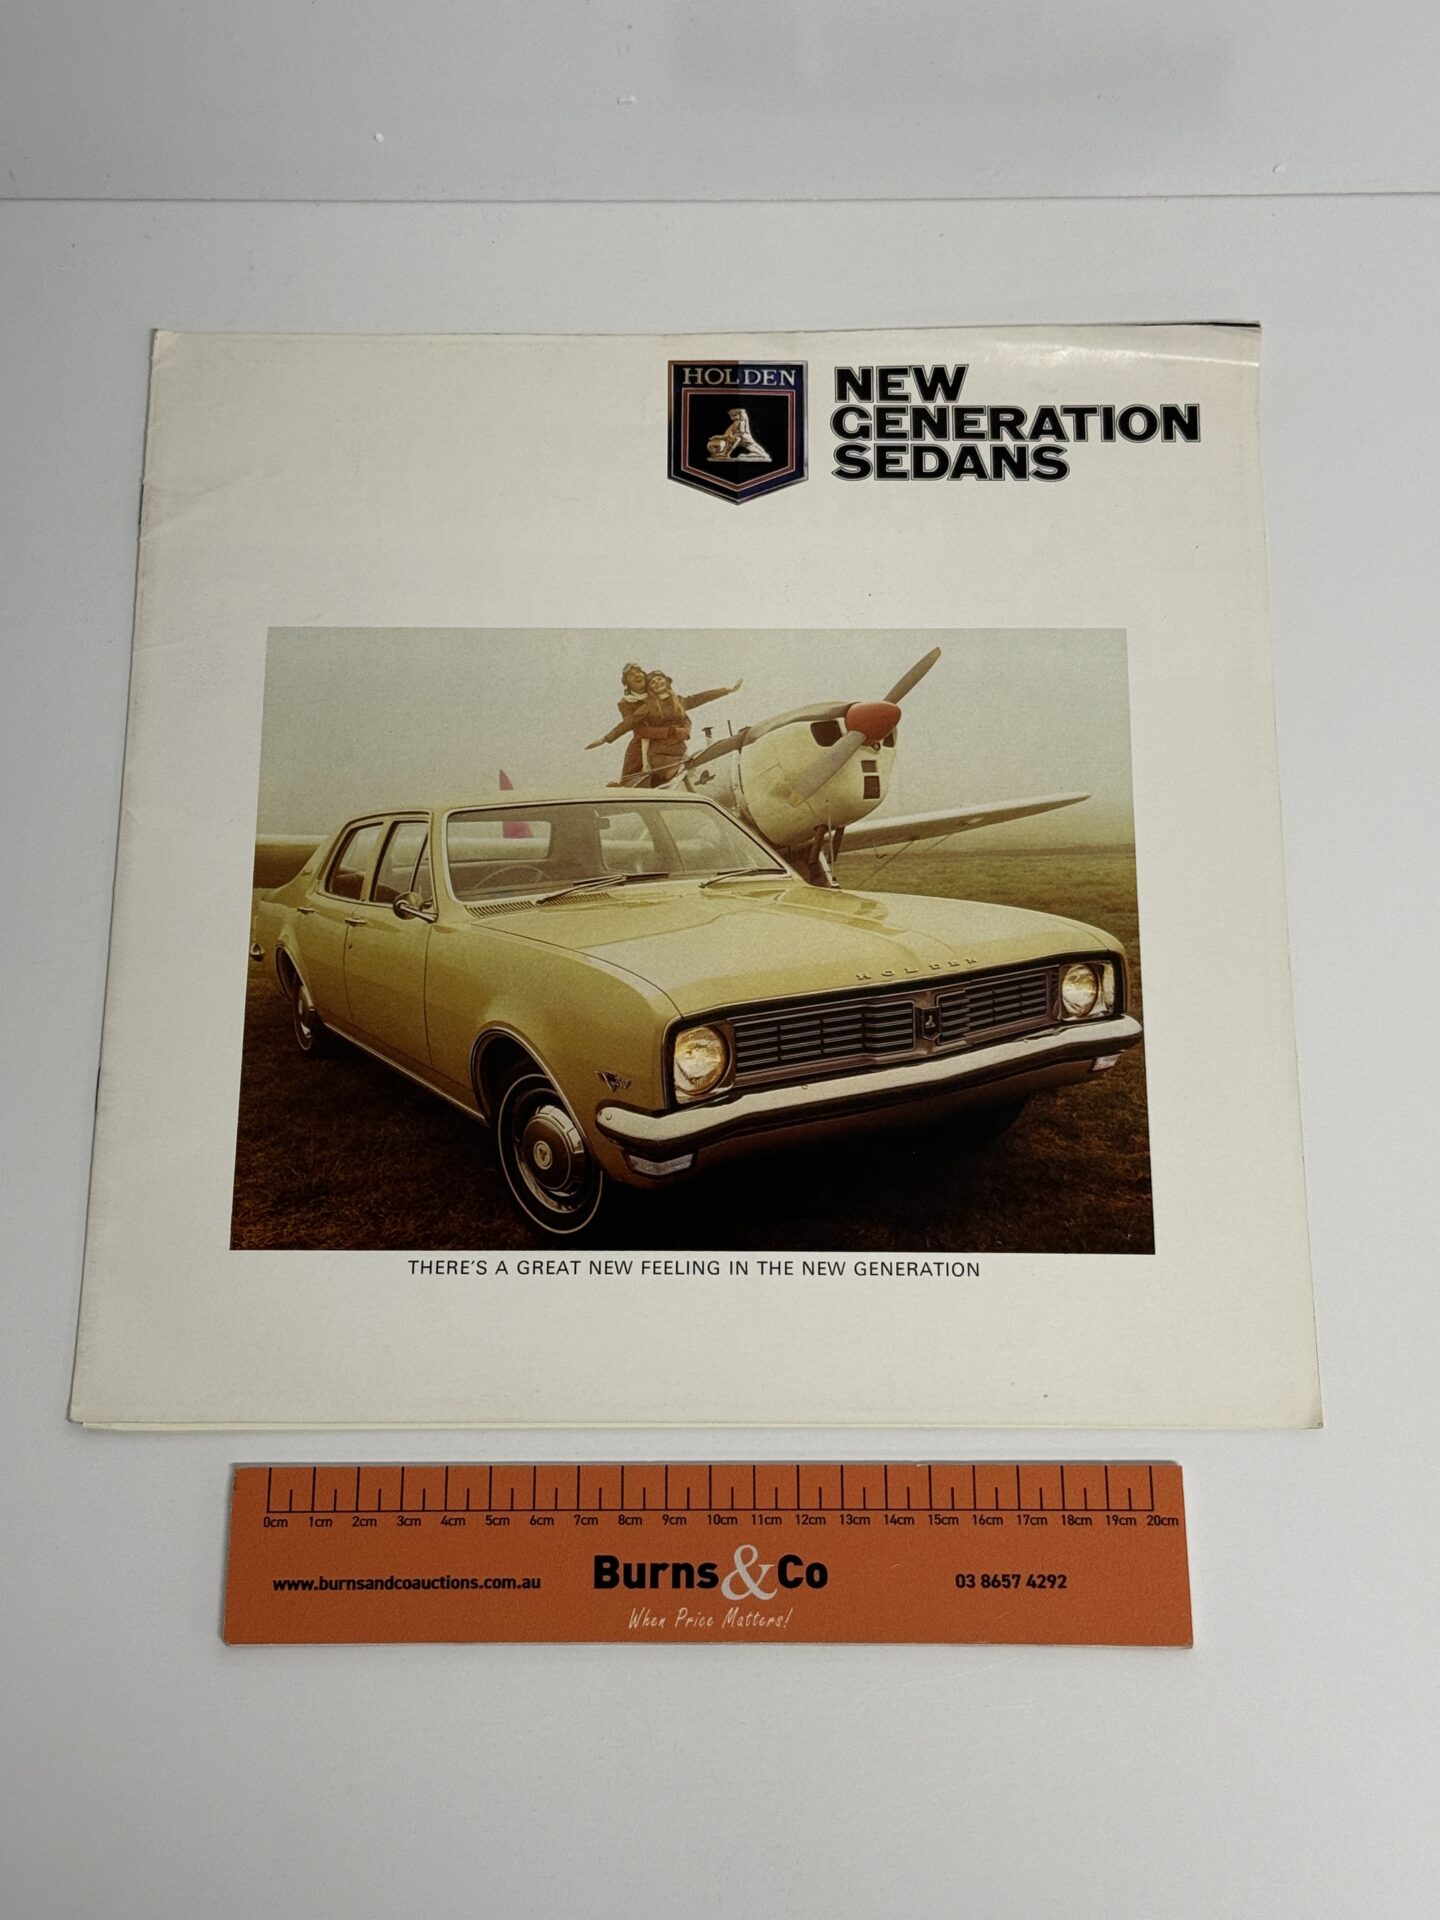 HOLDEN
NEW
GENERATION
SEDANS
HOLDEN
THERE'S A GREAT NEW FEELING IN THE NEW GENERATION
0cm 1cm 2cm 3cm 4cm 5cm 6cm 7cm 8cm 9cm 10cm 11cm 12cm 13cm 14cm 15cm 16cm 17cm 18cm 19cm 20cm
www.burnsandcoauctions.com.au
Burns&Co
03 8657 4292
When Price Matters!